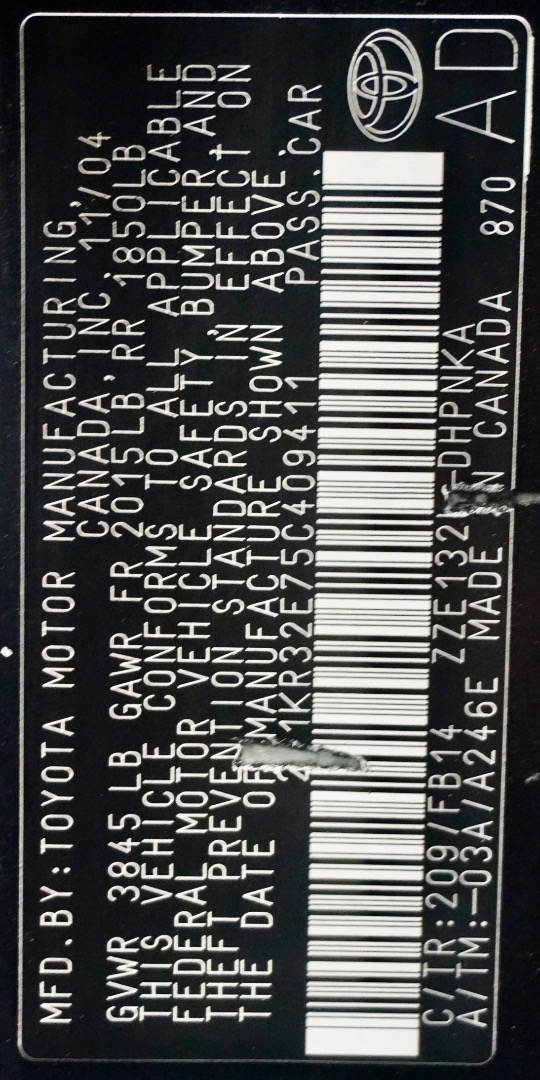 MFD.BY:TOYOTA MOTOR MANUFACTURING
CANADA, INC. 11/04
GVWR 3845 LB GAWR FR 2015LB, RR 1850LB
THIS VEHICLE CONFORMS TO ALL APPLICABLE
FEDERAL MOTOR VEHICLE SAFETY, BUMPER, AND
THEFT PREVENTION STANDARDS IN EFFECT ON
THE DATE OF MANUFACTURE SHOWN ABOVE.
1KR32E75C409411 PASS.CAR
C/TR:209/FB14 ZZE132 -DHPNKA 870
A/TM:-03A/A246E MADE IN CANADA
AD